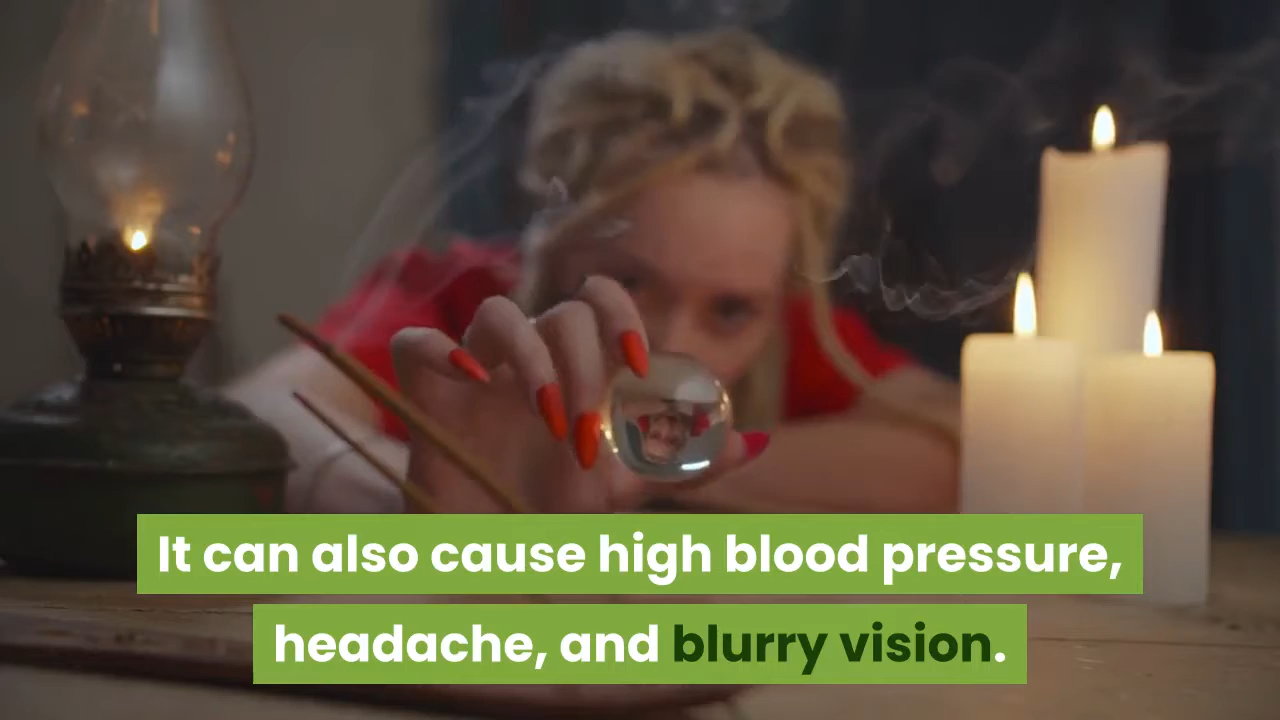 It can also cause high blood pressure,
headache, and blurry vision.